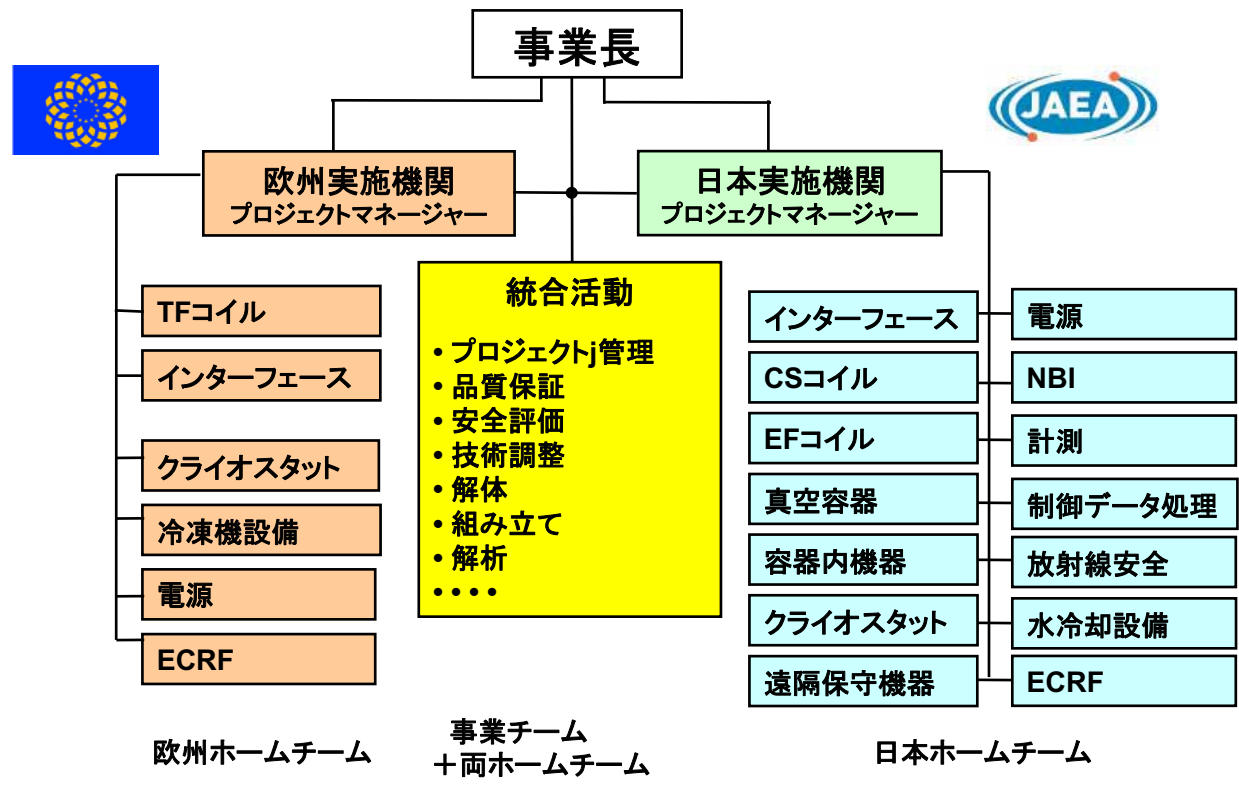 事業長
JAEA
欧州実施機関
プロジェクトマネージャー
日本実施機関
プロジェクトマネージャー
TFコイル
インターフェース
クライオスタット
冷凍機設備
電源
ECRF
統合活動
• プロジェクトj管理
• 品質保証
• 安全評価
• 技術調整
• 解体
• 組み立て
• 解析
• • • •
インターフェース
CSコイル
EFコイル
真空容器
容器内機器
クライオスタット
遠隔保守機器
電源
NBI
計測
制御データ処理
放射線安全
水冷却設備
ECRF
欧州ホームチーム
事業チーム
＋両ホームチーム
日本ホームチーム